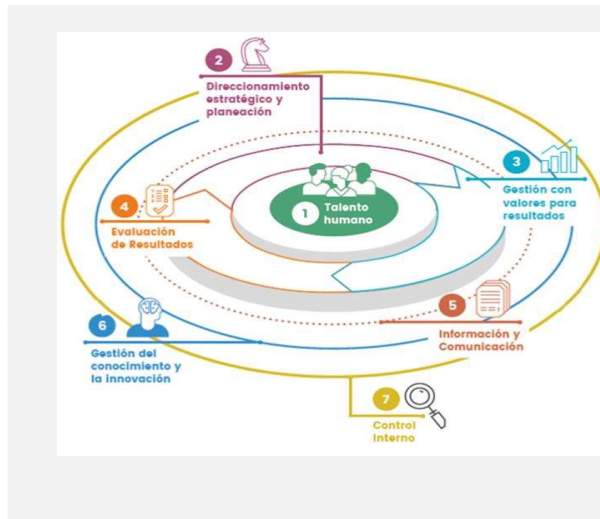 2
Direccionamiento
estratégico y
planeación
3
Gestión con
valores para
resultados
1
Talento
humano
4
Evaluación
de Resultados
5
Información y
Comunicación
6
Gestión del
conocimiento y
la innovación
7
Control
Interno